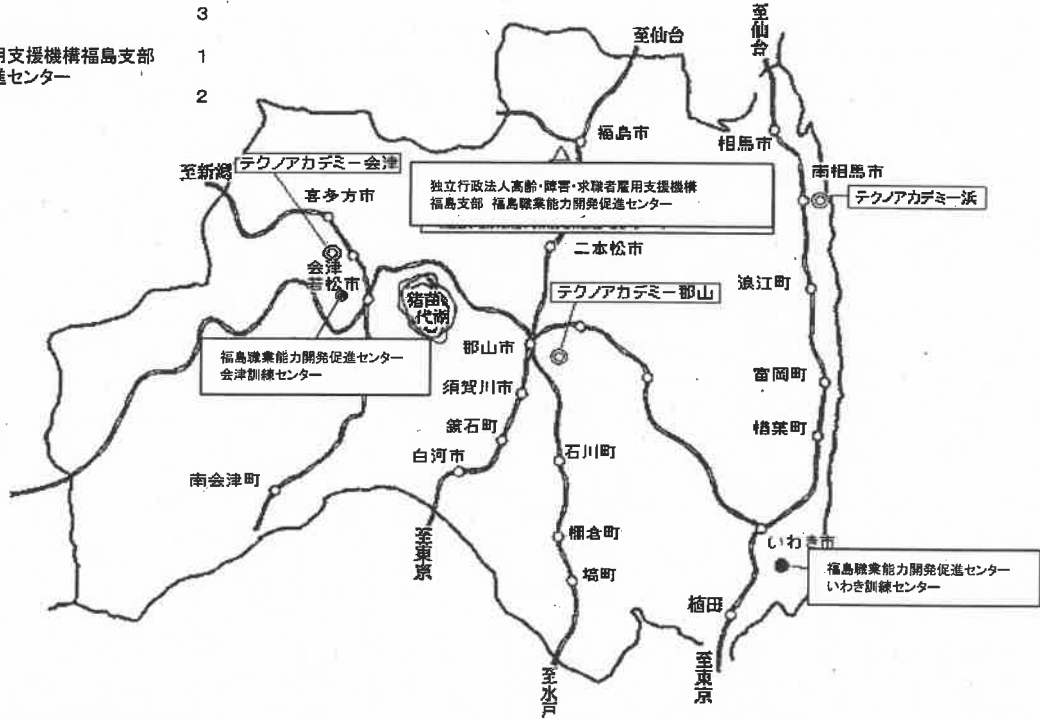 3
用支援機構福島支部
1
進センター
2
至仙台
至仙台
福島市
相馬市
テクノアカデミー会津
至新潟
喜多方市
独立行政法人高齢・障害・求職者雇用支援機構
福島支部 福島職業能力開発促進センター
南相馬市
テクノアカデミー浜
二本松市
会津
若松市
猪苗
代湖
テクノアカデミー郡山
浪江町
郡山市
福島職業能力開発促進センター
会津訓練センター
須賀川市
富岡町
鏡石町
楢葉町
白河市
石川町
南会津町
至東京
棚倉町
いわき市
福島職業能力開発促進センター
いわき訓練センター
塙町
植田
至水戸
至東京